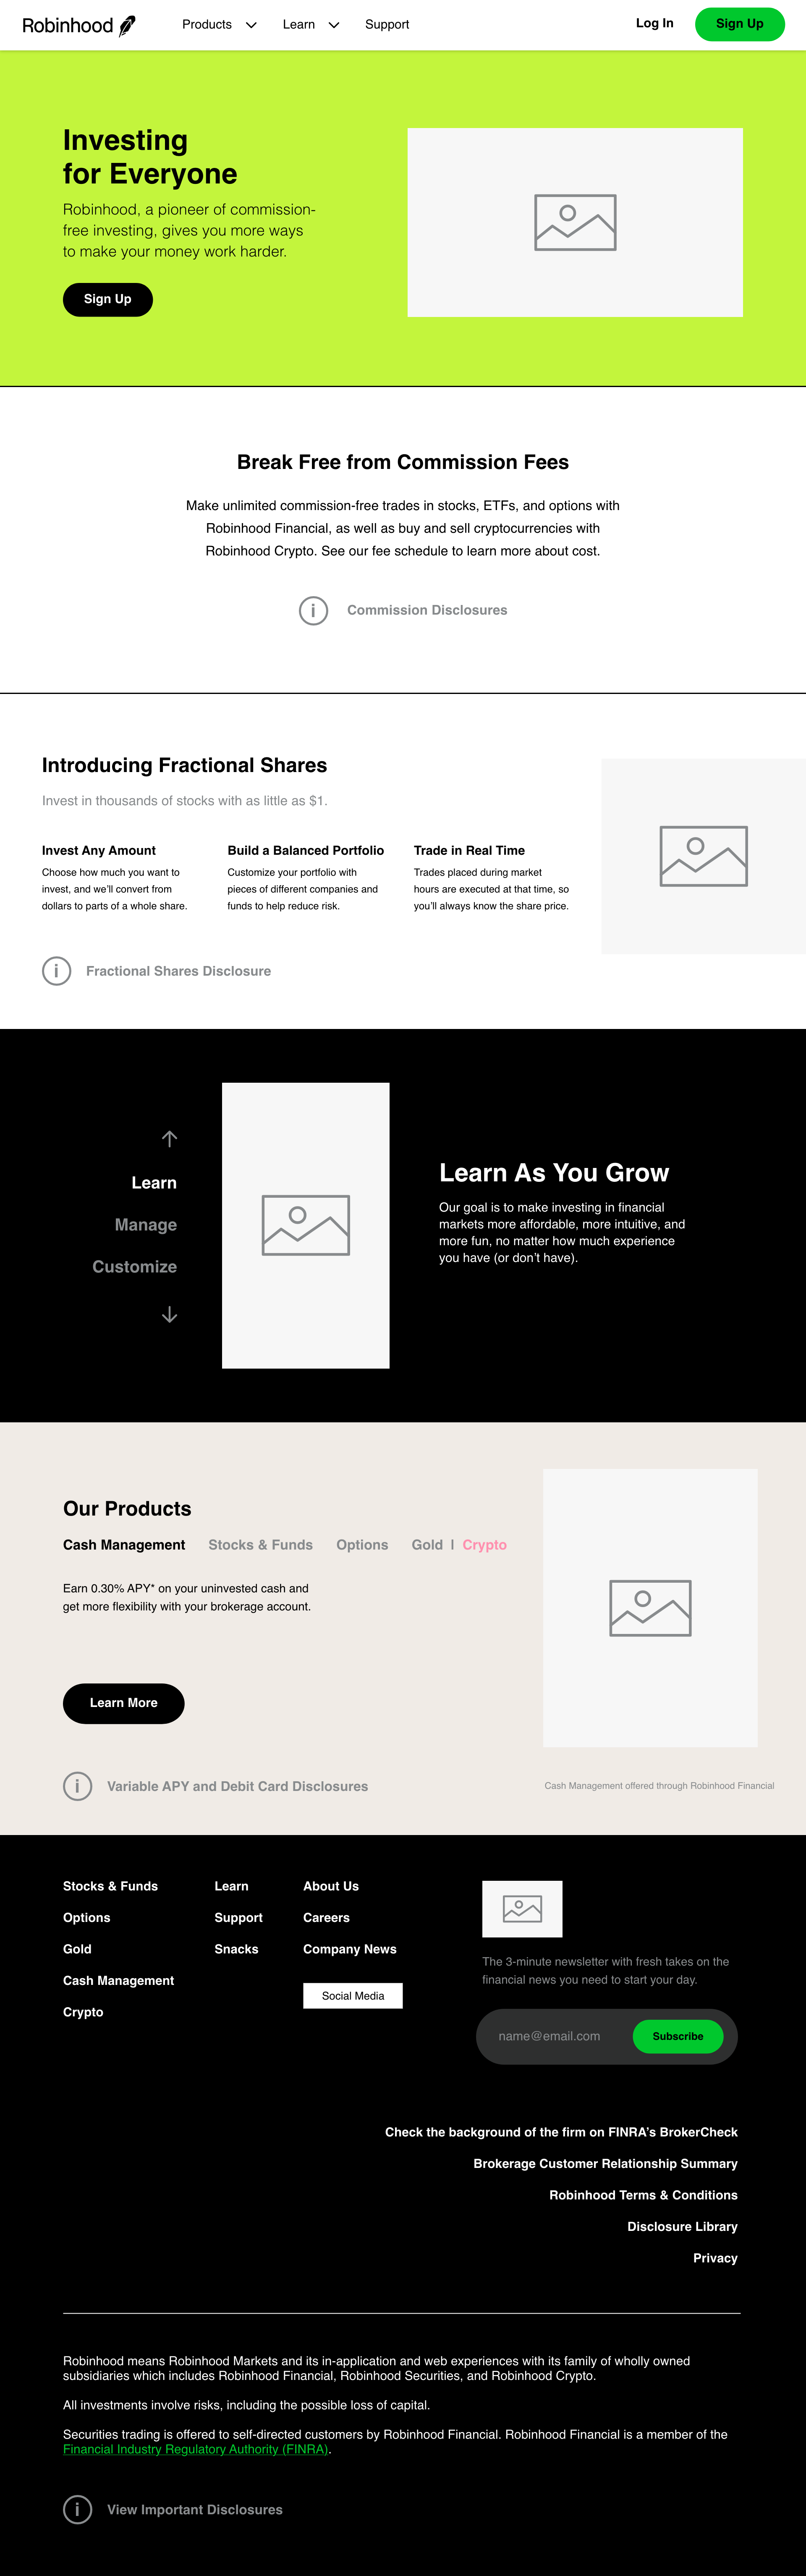 Robinhood Products Learn Support Log In Sign Up
Investing
for Everyone
Robinhood, a pioneer of commission-
free investing, gives you more ways
to make your money work harder.
Sign Up
Break Free from Commission Fees
Make unlimited commission-free trades in stocks, ETFs, and options with
Robinhood Financial, as well as buy and sell cryptocurrencies with
Robinhood Crypto. See our fee schedule to learn more about cost.
i Commission Disclosures
Introducing Fractional Shares
Invest in thousands of stocks with as little as $1.
Invest Any Amount
Choose how much you want to
invest, and we’ll convert from
dollars to parts of a whole share.
Build a Balanced Portfolio
Customize your portfolio with
pieces of different companies and
funds to help reduce risk.
Trade in Real Time
Trades placed during market
hours are executed at that time, so
you’ll always know the share price.
i Fractional Shares Disclosure
Learn
Manage
Customize
Learn As You Grow
Our goal is to make investing in financial
markets more affordable, more intuitive, and
more fun, no matter how much experience
you have (or don’t have).
Our Products
Cash Management Stocks & Funds Options Gold | Crypto
Earn 0.30% APY* on your uninvested cash and
get more flexibility with your brokerage account.
Learn More
i Variable APY and Debit Card Disclosures
Cash Management offered through Robinhood Financial
Stocks & Funds
Options
Gold
Cash Management
Crypto
Learn
Support
Snacks
About Us
Careers
Company News
Social Media
The 3-minute newsletter with fresh takes on the
financial news you need to start your day.
name@email.com Subscribe
Check the background of the firm on FINRA’s BrokerCheck
Brokerage Customer Relationship Summary
Robinhood Terms & Conditions
Disclosure Library
Privacy
Robinhood means Robinhood Markets and its in-application and web experiences with its family of wholly owned
subsidiaries which includes Robinhood Financial, Robinhood Securities, and Robinhood Crypto.
All investments involve risks, including the possible loss of capital.
Securities trading is offered to self-directed customers by Robinhood Financial. Robinhood Financial is a member of the
Financial Industry Regulatory Authority (FINRA).
i View Important Disclosures